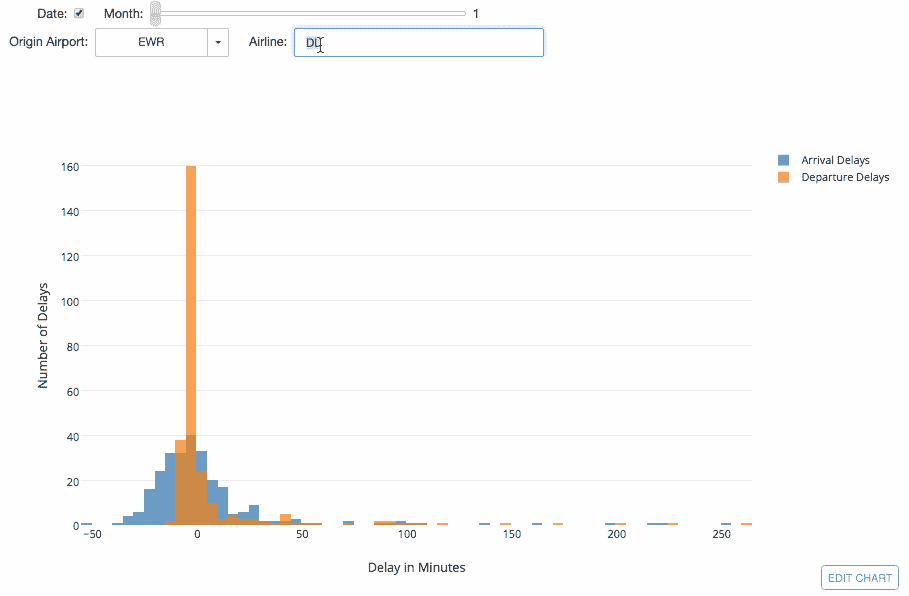 Date: Month: 1
Origin Airport: EWR Airline: DL
Arrival Delays
Departure Delays
160
140
120
100
80
60
40
20
0
Number of Delays
−50 0 50 100 150 200 250
Delay in Minutes
EDIT CHART